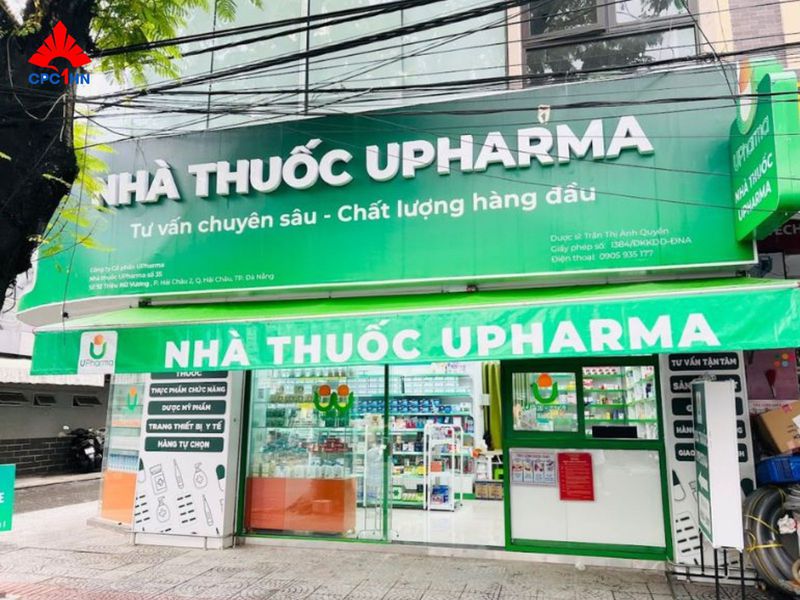 CPC1HN
NHÀ THUỐC UPHARMA
Tư vấn chuyên sâu - Chất lượng hàng đầu
Công ty Cổ phần UPharma
Nhà thuốc UPharma số 35
Số 92 Triệu Nữ Vương, P. Hải Châu 2, Q. Hải Châu, TP. Đà Nẵng
Dược sĩ: Trần Thị Ánh Quyền
Giấy phép số: 1384/ĐKKDD-ĐNA
Điện thoại: 0905 935 177
UPharma
NHÀ THUỐC
UPHARMA
UPharma
NHÀ THUỐC UPHARMA
THUỐC
THỰC PHẨM CHỨC NĂNG
DƯỢC MỸ PHẨM
TRANG THIẾT BỊ Y TẾ
HÀNG TỰ CHỌN
TƯ VẤN TẬN TÂM